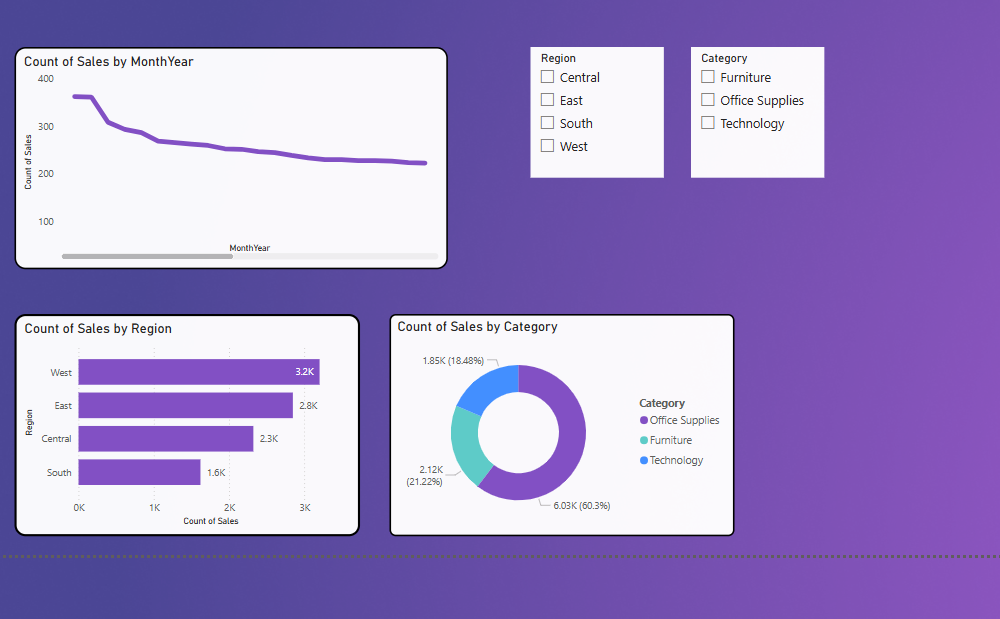 Count of Sales by MonthYear
400
300
200
100
Count of Sales
MonthYear
Region
Central
East
South
West
Category
Furniture
Office Supplies
Technology
Count of Sales by Region
Region
West
3.2K
East
2.8K
Central
2.3K
South
1.6K
0K
1K
2K
3K
Count of Sales
Count of Sales by Category
1.85K (18.48%)
2.12K
(21.22%)
6.03K (60.3%)
Category
Office Supplies
Furniture
Technology